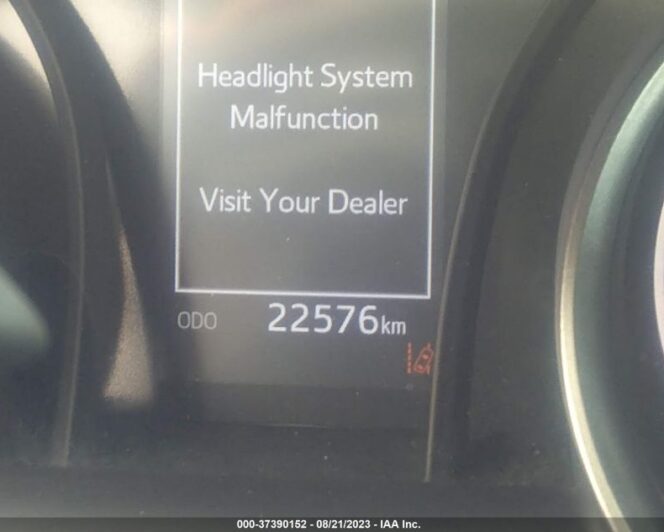 Headlight System
Malfunction
Visit Your Dealer
ODO 22576km
000-37390152 - 08/21/2023 - IAA Inc.